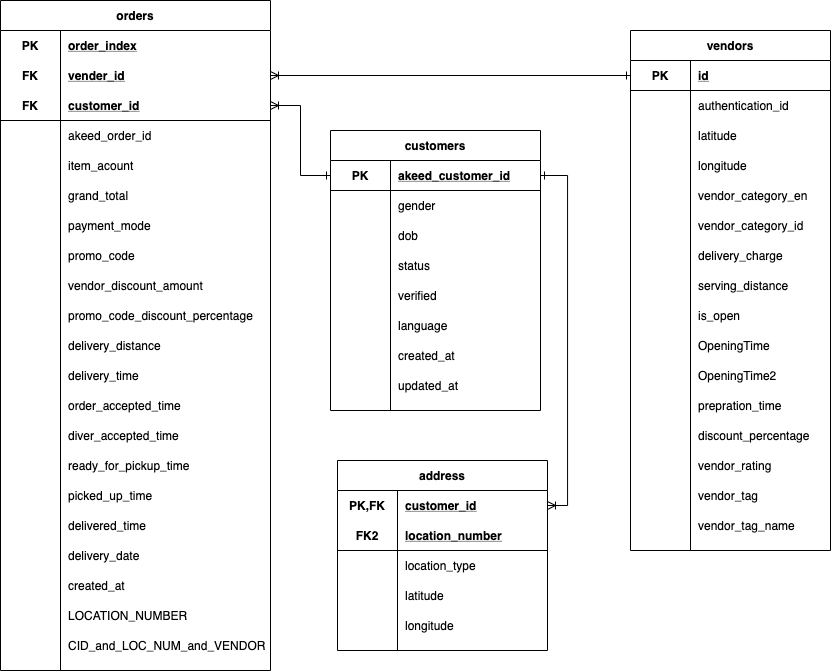 orders
PK order_index
FK vender_id
FK customer_id
akeed_order_id
item_acount
grand_total
payment_mode
promo_code
vendor_discount_amount
promo_code_discount_percentage
delivery_distance
delivery_time
order_accepted_time
diver_accepted_time
ready_for_pickup_time
picked_up_time
delivered_time
delivery_date
created_at
LOCATION_NUMBER
CID_and_LOC_NUM_and_VENDOR
customers
PK akeed_customer_id
gender
dob
status
verified
language
created_at
updated_at
address
PK,FK customer_id
FK2 location_number
location_type
latitude
longitude
vendors
PK id
authentication_id
latitude
longitude
vendor_category_en
vendor_category_id
delivery_charge
serving_distance
is_open
OpeningTime
OpeningTime2
prepration_time
discount_percentage
vendor_rating
vendor_tag
vendor_tag_name